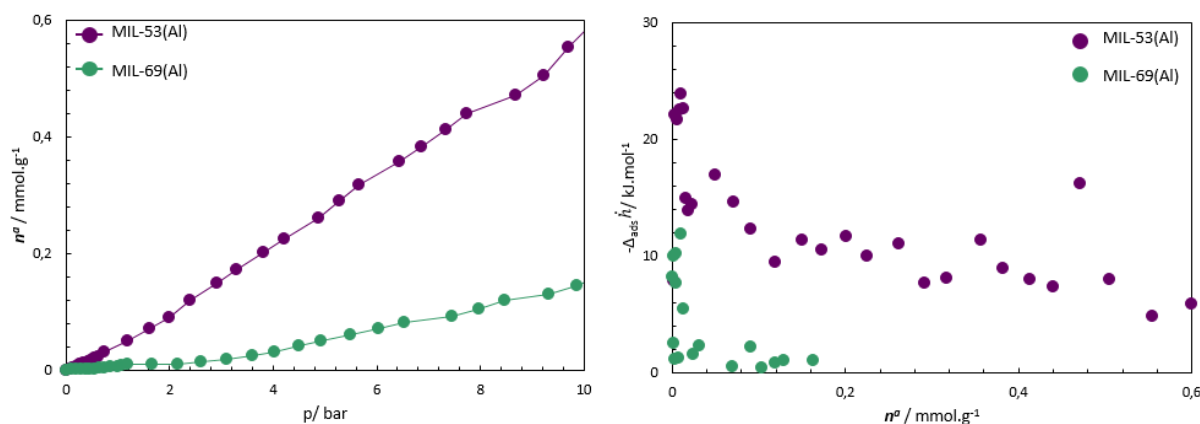 MIL-53(Al)
MIL-69(Al)
0,6
0,4
0,2
0
nᵃ / mmol.g⁻¹
0 2 4 6 8 10
p/ bar
MIL-53(Al)
MIL-69(Al)
30
20
10
0
-Δadsḣ/ kJ.mol⁻¹
0 0,2 0,4 0,6
nᵃ / mmol.g⁻¹